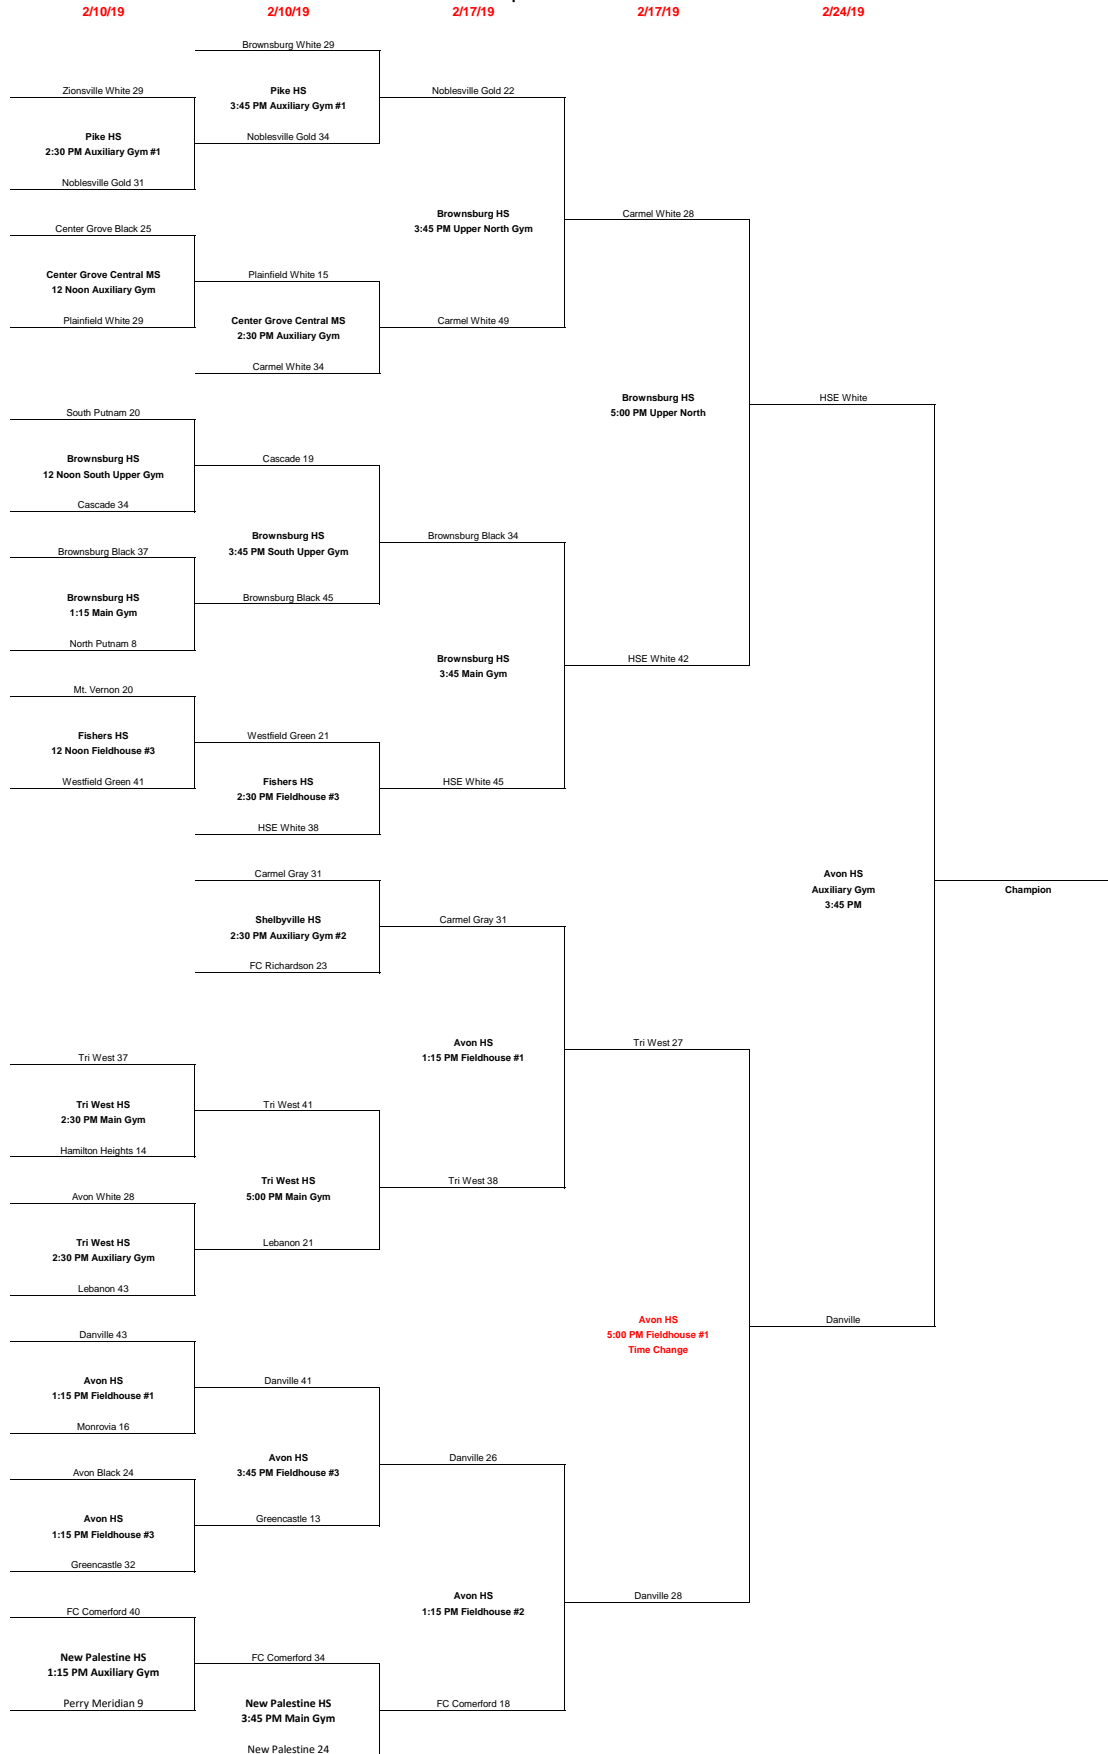 2/10/19 2/10/19 2/17/19 2/17/19 2/24/19
Brownsburg White 29
Zionsville White 29
Pike HS
3:45 PM Auxiliary Gym #1
Noblesville Gold 22
Pike HS
2:30 PM Auxiliary Gym #1
Noblesville Gold 34
Noblesville Gold 31
Brownsburg HS
3:45 PM Upper North Gym
Carmel White 28
Center Grove Black 25
Center Grove Central MS
12 Noon Auxiliary Gym
Plainfield White 15
Plainfield White 29
Center Grove Central MS
2:30 PM Auxiliary Gym
Carmel White 49
Carmel White 34
Brownsburg HS
5:00 PM Upper North
HSE White
South Putnam 20
Brownsburg HS
12 Noon South Upper Gym
Cascade 19
Cascade 34
Brownsburg HS
3:45 PM South Upper Gym
Brownsburg Black 34
Brownsburg Black 37
Brownsburg HS
1:15 Main Gym
Brownsburg Black 45
North Putnam 8
Brownsburg HS
3:45 Main Gym
HSE White 42
Mt. Vernon 20
Fishers HS
12 Noon Fieldhouse #3
Westfield Green 21
Westfield Green 41
Fishers HS
2:30 PM Fieldhouse #3
HSE White 45
HSE White 38
Carmel Gray 31
Avon HS
Auxiliary Gym
3:45 PM
Champion
Shelbyville HS
2:30 PM Auxiliary Gym #2
Carmel Gray 31
FC Richardson 23
Avon HS
1:15 PM Fieldhouse #1
Tri West 27
Tri West 37
Tri West HS
2:30 PM Main Gym
Tri West 41
Hamilton Heights 14
Tri West HS
5:00 PM Main Gym
Tri West 38
Avon White 28
Tri West HS
2:30 PM Auxiliary Gym
Lebanon 21
Lebanon 43
Avon HS
5:00 PM Fieldhouse #1
Time Change
Danville
Danville 43
Avon HS
1:15 PM Fieldhouse #1
Danville 41
Monrovia 16
Avon HS
3:45 PM Fieldhouse #3
Danville 26
Avon Black 24
Avon HS
1:15 PM Fieldhouse #3
Greencastle 13
Greencastle 32
Avon HS
1:15 PM Fieldhouse #2
Danville 28
FC Comerford 40
New Palestine HS
1:15 PM Auxiliary Gym
FC Comerford 34
Perry Meridian 9
New Palestine HS
3:45 PM Main Gym
FC Comerford 18
New Palestine 24